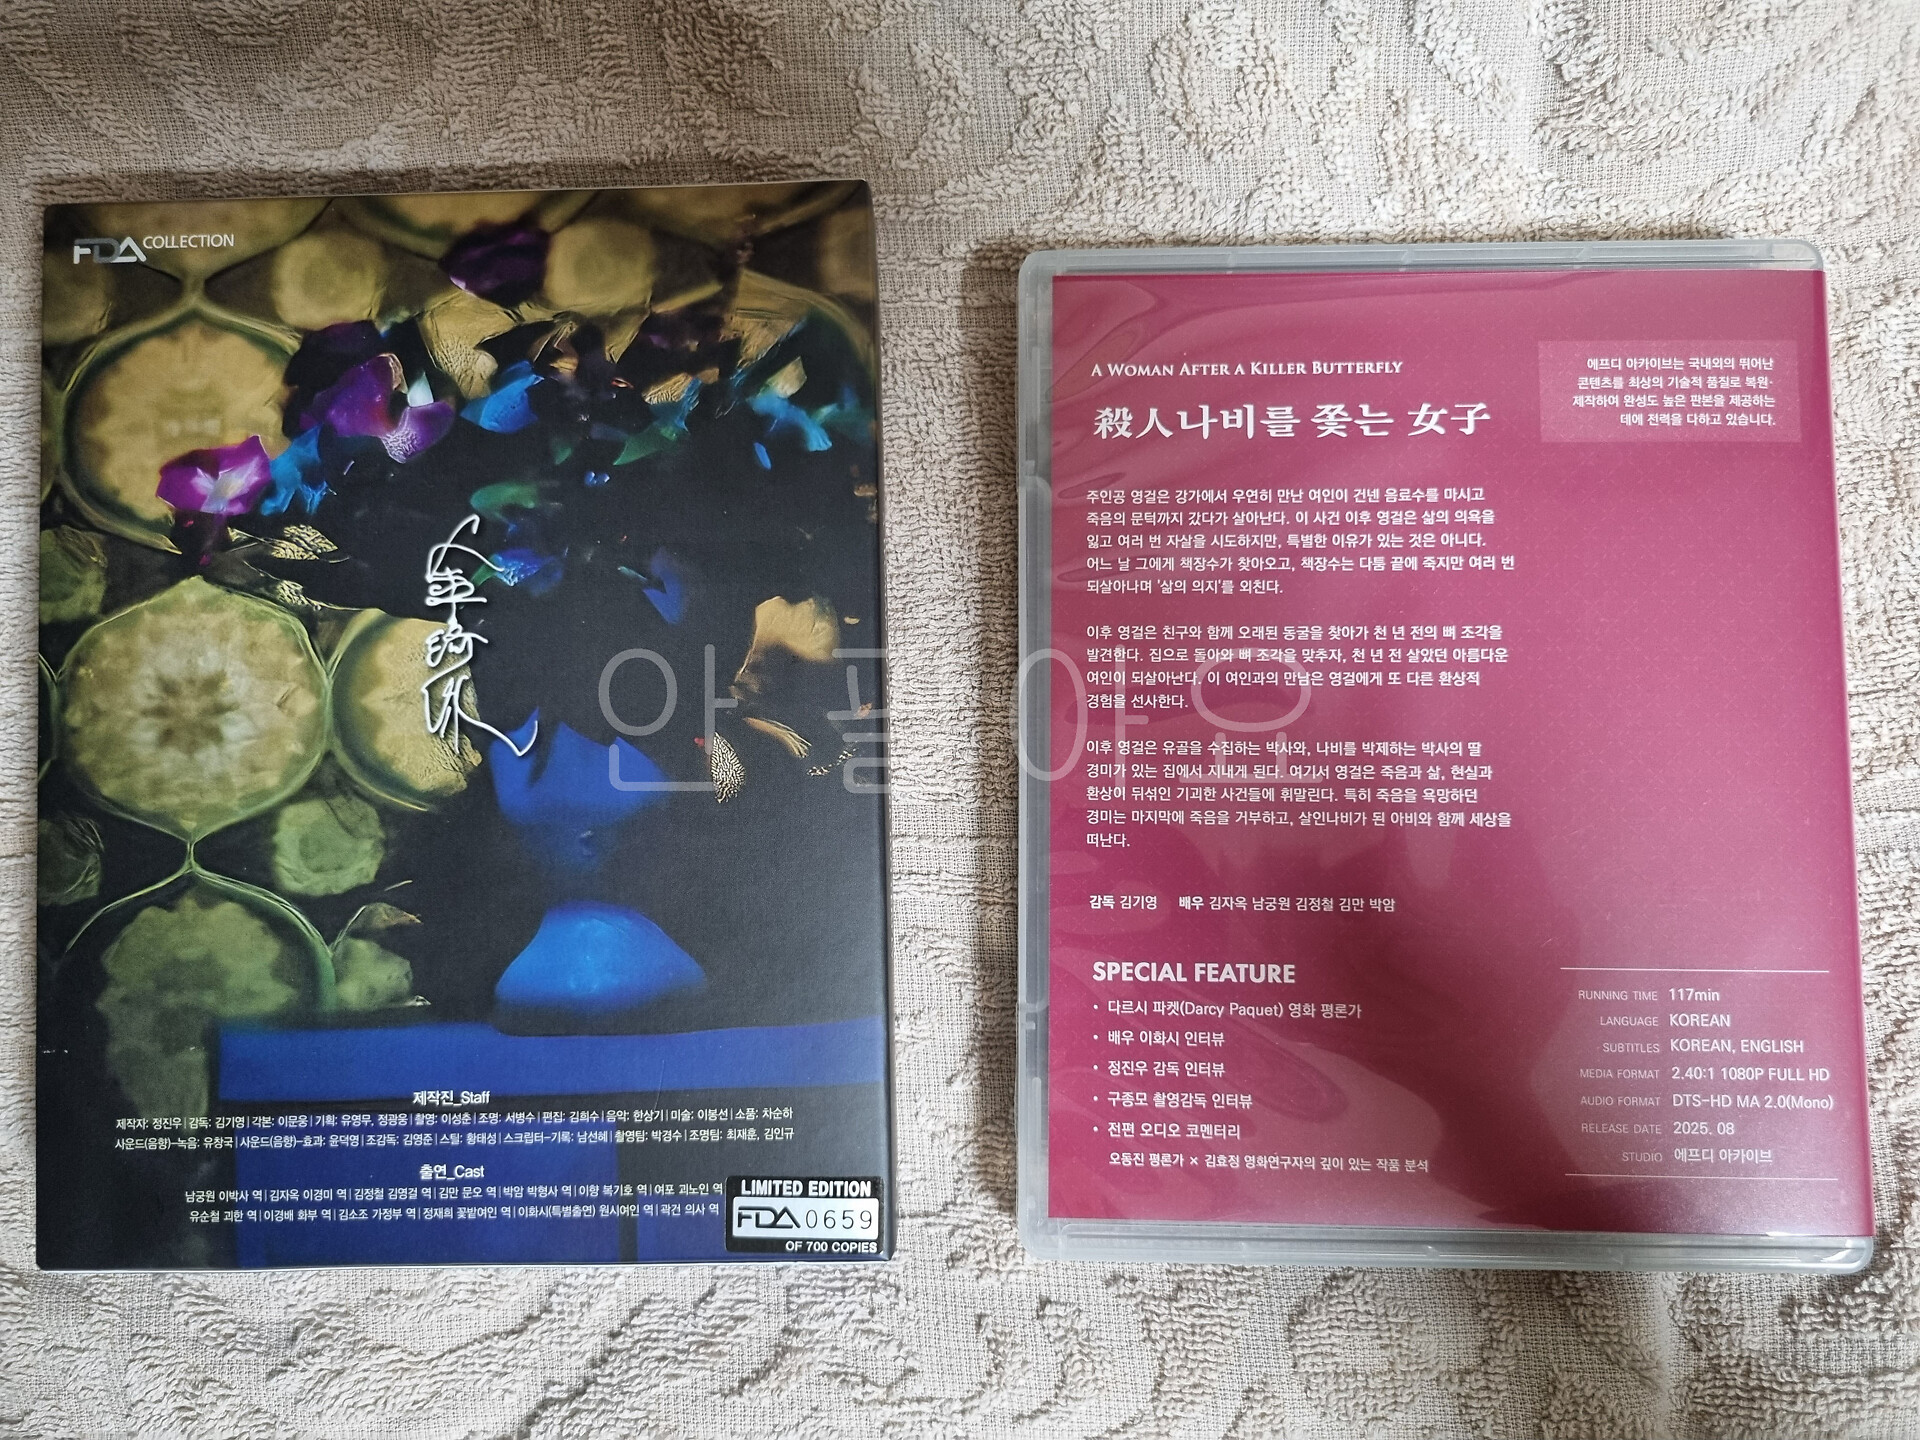 FDA COLLECTION
金綺泳
제작진_Staff
제작자: 정진우 | 감독: 김기영 | 각본: 이문웅 | 기획: 유영무, 정광웅 | 촬영: 이성춘 | 조명: 서병수 | 편집: 김희수 | 음악: 한상기 | 미술: 이봉선 | 소품: 차순하
사운드(음향)-녹음: 유창국 | 사운드(음향)-효과: 윤덕영 | 조감독: 김영준 | 스틸: 황태성 | 스크립터-기록: 남선혜 | 촬영팀: 박경수 | 조명팀: 최재훈, 김인규
출연_Cast
남궁원 이박사 역 | 김자옥 이경미 역 | 김정철 김영걸 역 | 김만 문오 역 | 박암 박형사 역 | 이향 복기호 역 | 여포 괴노인 역
유순철 괴한 역 | 이경배 화부 역 | 김소조 가정부 역 | 정재희 꽃밭여인 역 | 이화시(특별출연) 원시여인 역 | 곽건 의사 역
LIMITED EDITION
FDA 0659
OF 700 COPIES
안 팔아요
A WOMAN AFTER A KILLER BUTTERFLY
殺人나비를 쫓는 女子
에프디 아카이브는 국내외의 뛰어난
콘텐츠를 최상의 기술적 품질로 복원·
제작하여 완성도 높은 판본을 제공하는
데에 전력을 다하고 있습니다.
주인공 영걸은 강가에서 우연히 만난 여인이 건넨 음료수를 마시고
죽음의 문턱까지 갔다가 살아난다. 이 사건 이후 영걸은 삶의 의욕을
잃고 여러 번 자살을 시도하지만, 특별한 이유가 있는 것은 아니다.
어느 날 그에게 책장수가 찾아오고, 책장수는 다툼 끝에 죽지만 여러 번
되살아나며 '삶의 의지'를 외친다.
이후 영걸은 친구와 함께 오래된 동굴을 찾아가 천 년 전의 뼈 조각을
발견한다. 집으로 돌아와 뼈 조각을 맞추자, 천 년 전 살았던 아름다운
여인이 되살아난다. 이 여인과의 만남은 영걸에게 또 다른 환상적
경험을 선사한다.
이후 영걸은 유골을 수집하는 박사와, 나비를 박제하는 박사의 딸
경미가 있는 집에서 지내게 된다. 여기서 영걸은 죽음과 삶, 현실과
환상이 뒤섞인 기괴한 사건들에 휘말린다. 특히 죽음을 욕망하던
경미는 마지막에 죽음을 거부하고, 살인나비가 된 아비와 함께 세상을
떠난다.
감독 김기영 배우 김자옥 남궁원 김정철 김만 박암
SPECIAL FEATURE
• 다르시 파켓(Darcy Paquet) 영화 평론가
• 배우 이화시 인터뷰
• 정진우 감독 인터뷰
• 구종모 촬영감독 인터뷰
• 전편 오디오 코멘터리
오동진 평론가 × 김효정 영화연구자의 깊이 있는 작품 분석
RUNNING TIME 117min
LANGUAGE KOREAN
SUBTITLES KOREAN, ENGLISH
MEDIA FORMAT 2.40:1 1080P FULL HD
AUDIO FORMAT DTS-HD MA 2.0(Mono)
RELEASE DATE 2025. 08
STUDIO 에프디 아카이브